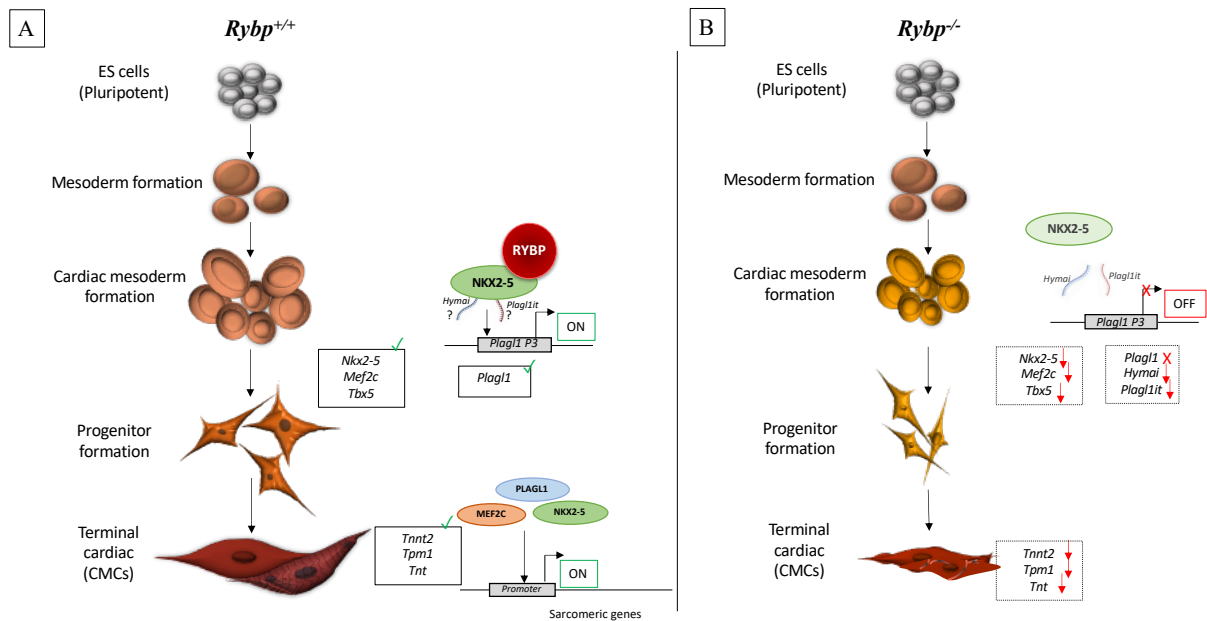 A
Rybp+/+
ES cells
(Pluripotent)
Mesoderm formation
Cardiac mesoderm
formation
RYBP
NKX2-5
Hymai
Plagl1it
?
?
ON
Plagl1 P3
Nkx2-5
Mef2c
Tbx5
Plagl1
Progenitor
formation
PLAGL1
MEF2C
NKX2-5
Terminal
cardiac
(CMCs)
Tnnt2
Tpm1
Tnt
ON
Promoter
Sarcomeric genes
B
Rybp-/-
ES cells
(Pluripotent)
Mesoderm formation
NKX2-5
Cardiac mesoderm
formation
Hymai
Plagl1it
X
OFF
Plagl1 P3
Nkx2-5
Mef2c
Tbx5
Plagl1 X
Hymai
Plagl1it
Progenitor
formation
Terminal
cardiac
(CMCs)
Tnnt2
Tpm1
Tnt